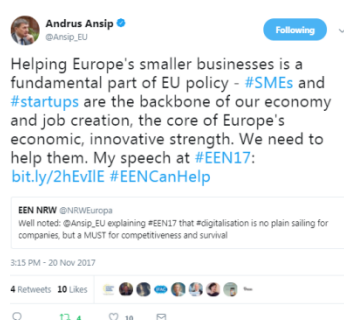 Andrus Ansip
@Ansip_EU
Following
Helping Europe's smaller businesses is a
fundamental part of EU policy - #SMEs and
#startups are the backbone of our economy
and job creation, the core of Europe's
economic, innovative strength. We need to
help them. My speech at #EEN17:
bit.ly/2hEvIlE #EENCanHelp
EEN NRW @NRWEuropa
Well noted: @Ansip_EU explaining #EEN17 that #digitalisation is no plain sailing for
companies, but a MUST for competitiveness and survival
3:15 PM - 20 Nov 2017
4 Retweets 10 Likes
4 10